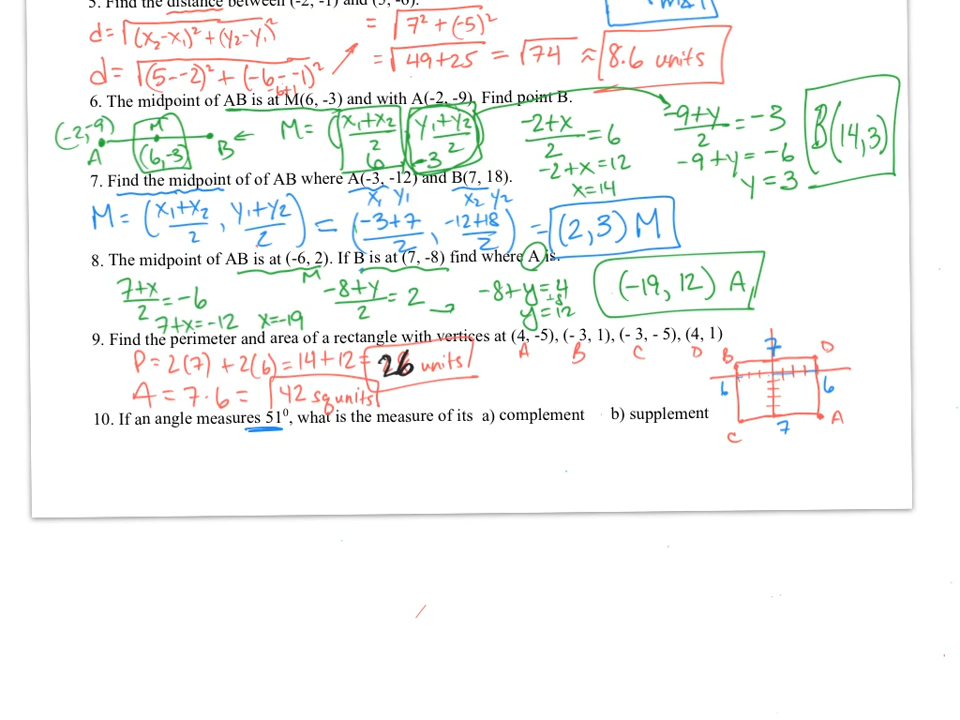 5. Find the distance between (-2, -1) and (5, -6).
d = √(x₂-x₁)² + (y₂-y₁)²
= √7² + (-5)²
d = √(5--2)² + (-6--1)²
-6+1
= √49+25 = √74 ≈ 8.6 units
6. The midpoint of AB is at M(6, -3) and with A(-2, -9), Find point B.
(-2,-9) M
A (6,-3) B ←
M = (x₁+x₂/2, y₁+y₂/2)
6 -3
-2+x/2 = 6
-2+x=12
x=14
-9+y/2 = -3
-9+y=-6
y=3
B(14,3)
7. Find the midpoint of of AB where A(-3, -12) and B(7, 18).
x₁ y₁ x₂ y₂
M = (x₁+x₂/2, y₁+y₂/2) = (-3+7/2, -12+18/2) = (2,3) M
8. The midpoint of AB is at (-6, 2). If B is at (7, -8) find where A is.
M
7+x/2 = -6
7+x=-12 x=-19
-8+y/2 = 2
-8+y=4
+8
y=12
(-19, 12) A
9. Find the perimeter and area of a rectangle with vertices at (4, -5), (- 3, 1), (- 3, - 5), (4, 1)
A B C D
P = 2(7) + 2(6) = 14+12 = 26 units
A = 7·6 = 42 sq units
B 7 D
6 6
C 7 A
10. If an angle measures 51⁰, what is the measure of its a) complement b) supplement